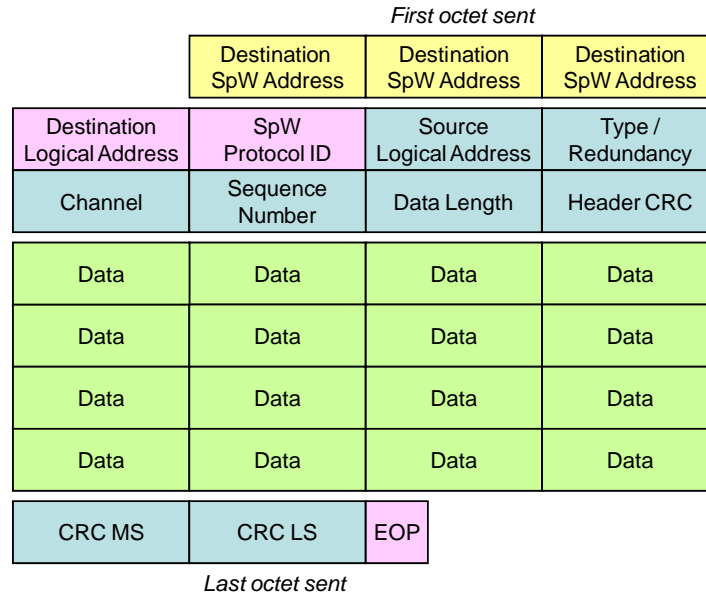 First octet sent
Destination SpW Address
Destination SpW Address
Destination SpW Address
Destination Logical Address
SpW Protocol ID
Source Logical Address
Type / Redundancy
Channel
Sequence Number
Data Length
Header CRC
Data Data Data Data
Data Data Data Data
Data Data Data Data
Data Data Data Data
CRC MS CRC LS EOP
Last octet sent